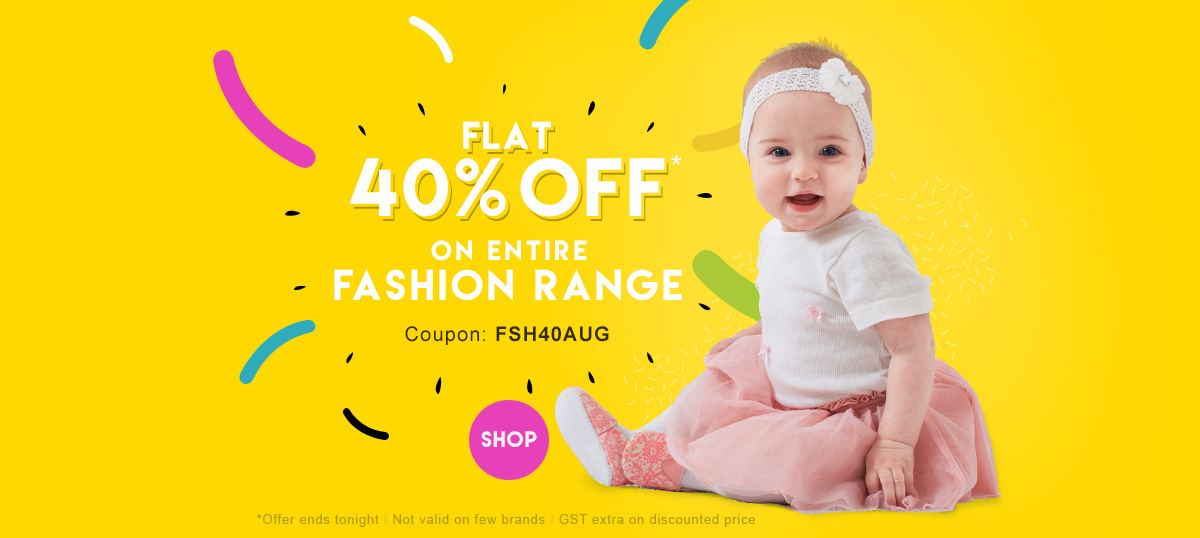 FLAT
40% OFF*
ON ENTIRE
FASHION RANGE
Coupon: FSH40AUG
SHOP
*Offer ends tonight | Not valid on few brands | GST extra on discounted price